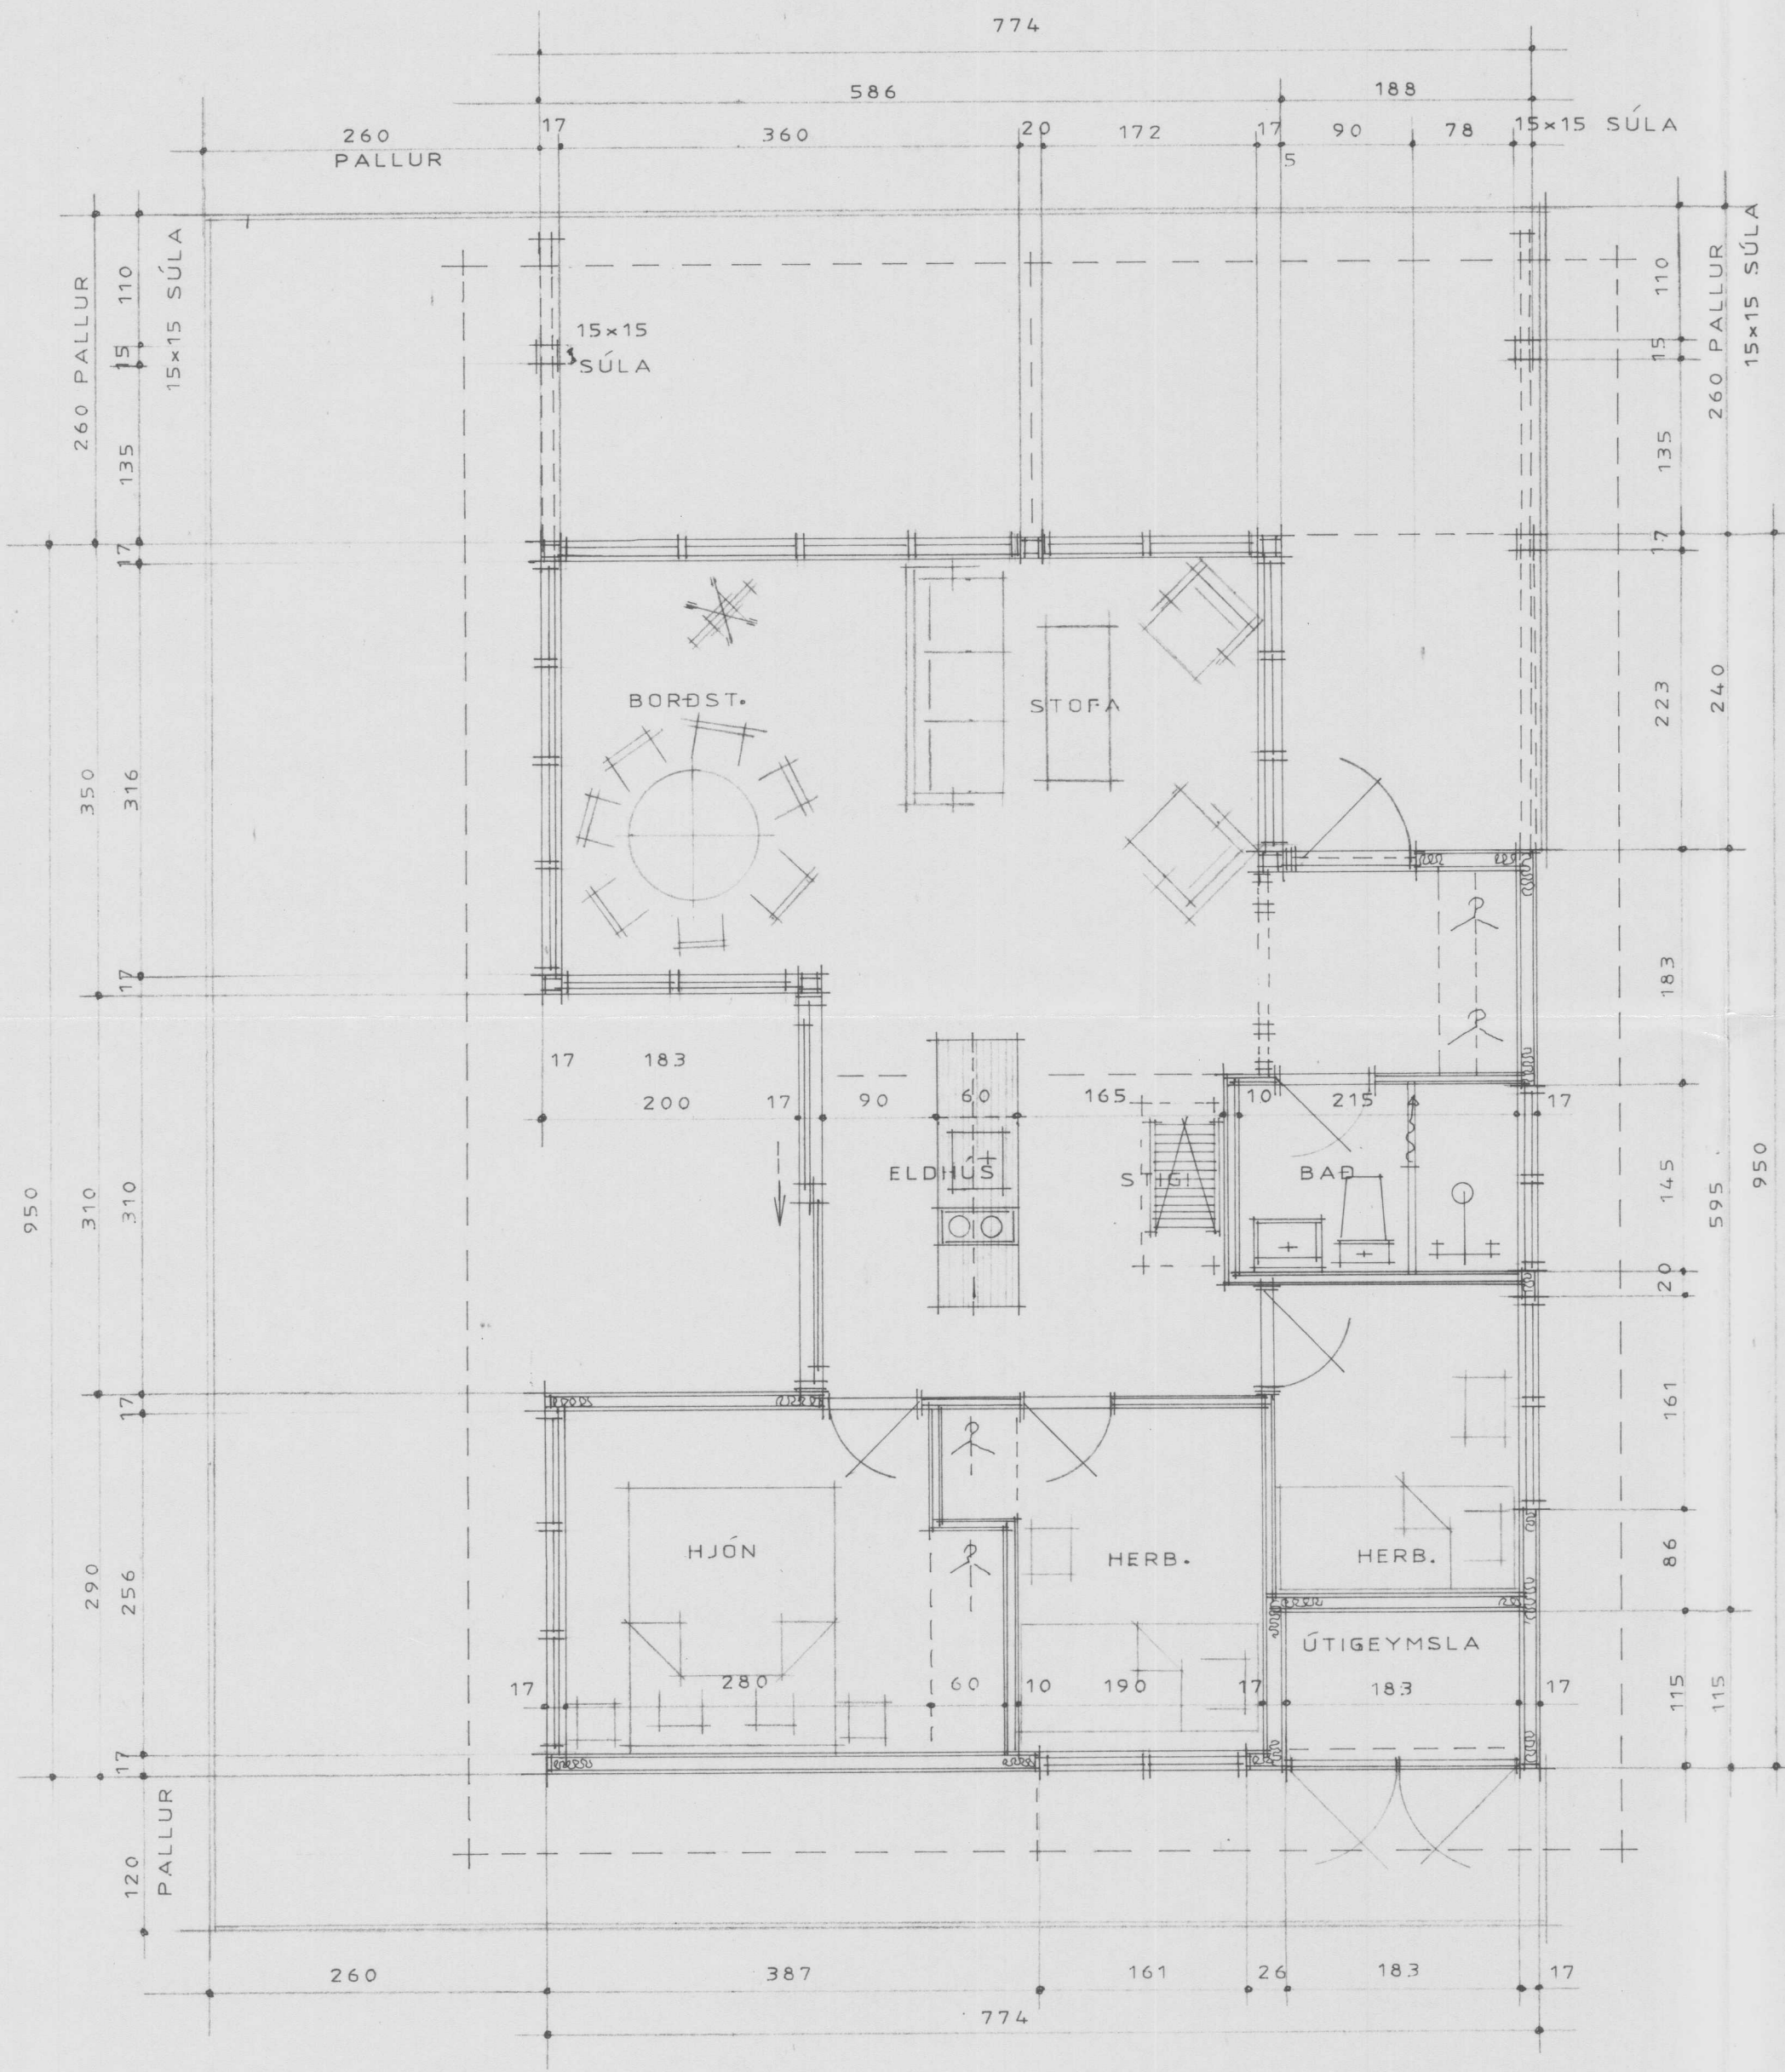 774
586 188
260 17 360 20 172 17 90 78 15×15 SÚLA
PALLUR 5
260 PALLUR
110
15
135
15×15 SÚLA
15×15
SÚLA
110
15
135
260 PALLUR
15×15 SÚLA
17
17
BORÐST.
STOFA
350
316
223
240
17
183
17 183
200 17 90 60 165 10 215 17
ELDHÚS STIGI BAÐ
950
310
310
145
595
950
20
17
161
HJÓN HERB. HERB.
86
290
256
ÚTIGEYMSLA
17 280 60 10 190 17 183 17
115
115
17
120
PALLUR
260 387 161 26 183 17
774